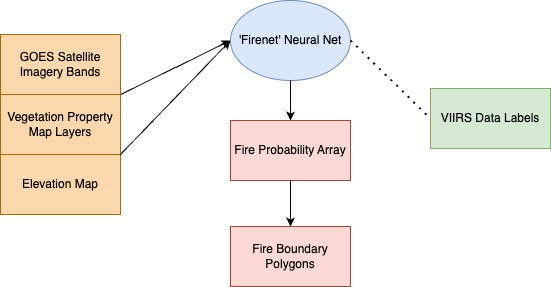 'Firenet' Neural Net
GOES Satellite
Imagery Bands
Vegetation Property
Map Layers
Elevation Map
VIIRS Data Labels
Fire Probability Array
Fire Boundary
Polygons